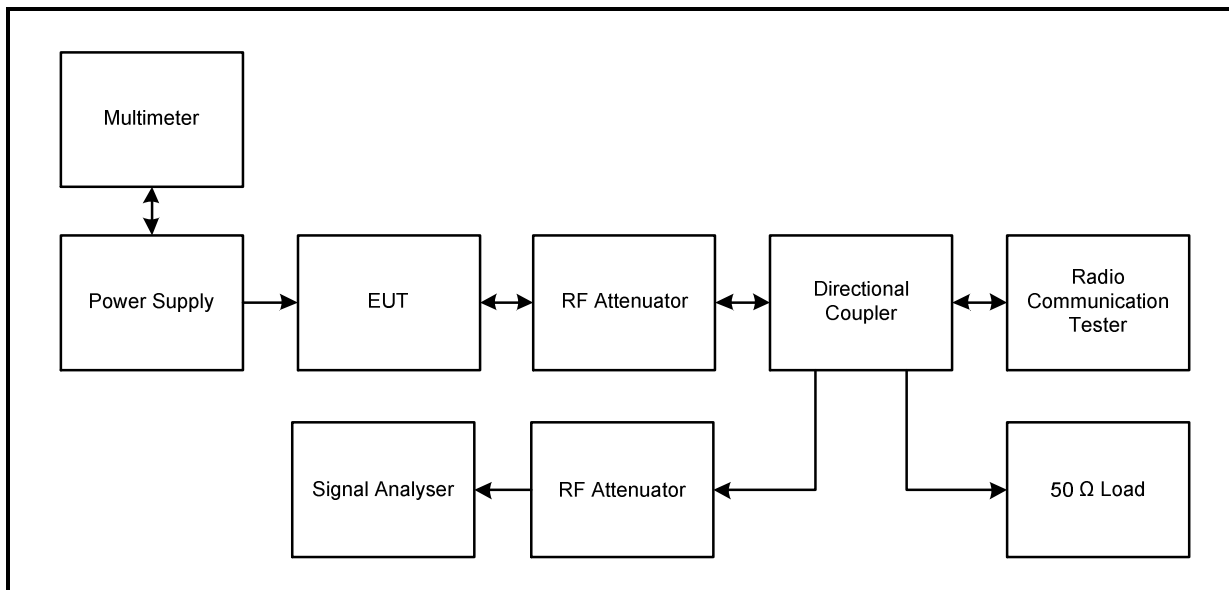 Multimeter
Power Supply
EUT
RF Attenuator
Directional
Coupler
Radio
Communication
Tester
Signal Analyser
RF Attenuator
50 Ω Load